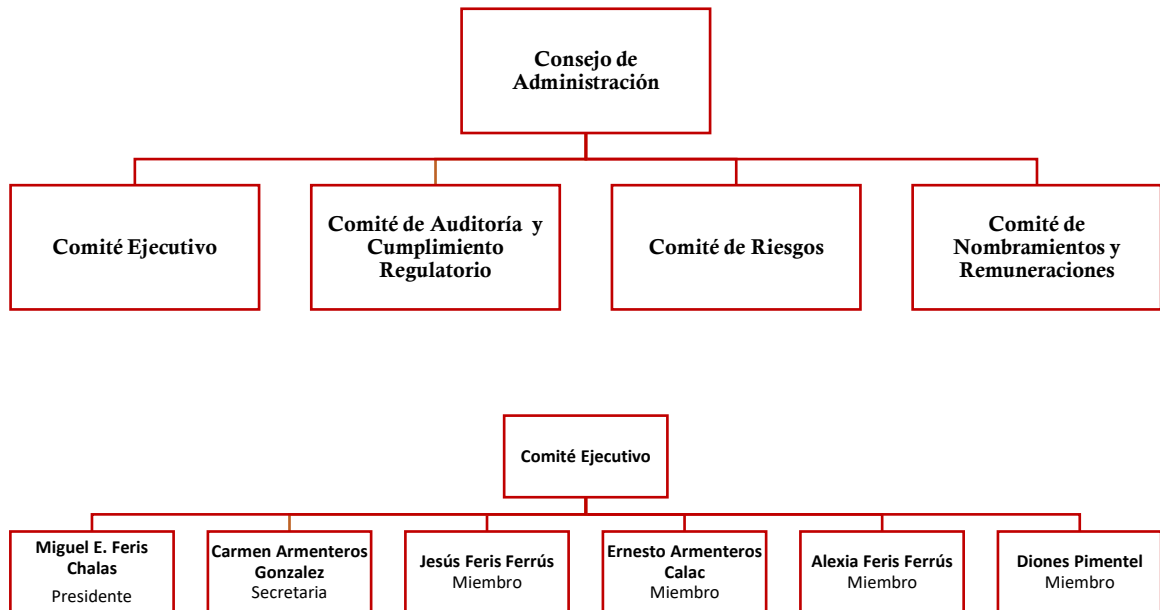 Consejo de
Administración
Comité Ejecutivo
Comité de Auditoría y
Cumplimiento
Regulatorio
Comité de Riesgos
Comité de
Nombramientos y
Remuneraciones
Comité Ejecutivo
Miguel E. Feris
Chalas
Presidente
Carmen Armenteros
Gonzalez
Secretaria
Jesús Feris Ferrús
Miembro
Ernesto Armenteros
Calac
Miembro
Alexia Feris Ferrús
Miembro
Diones Pimentel
Miembro